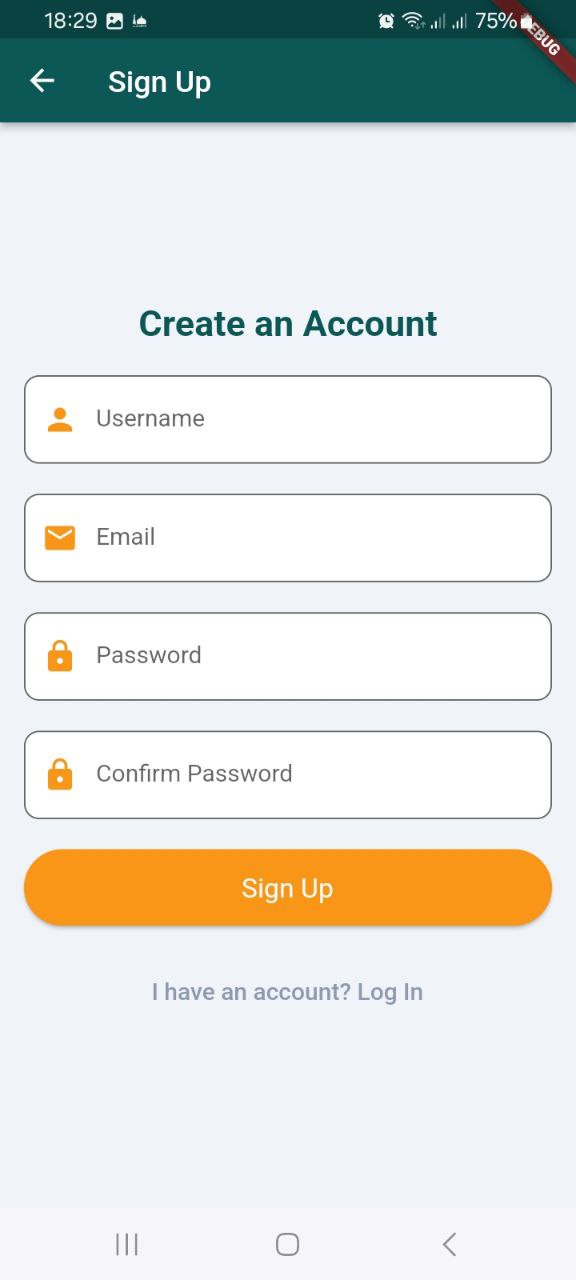 18:29 75%
DEBUG
Sign Up
Create an Account
Username
Email
Password
Confirm Password
Sign Up
I have an account? Log In